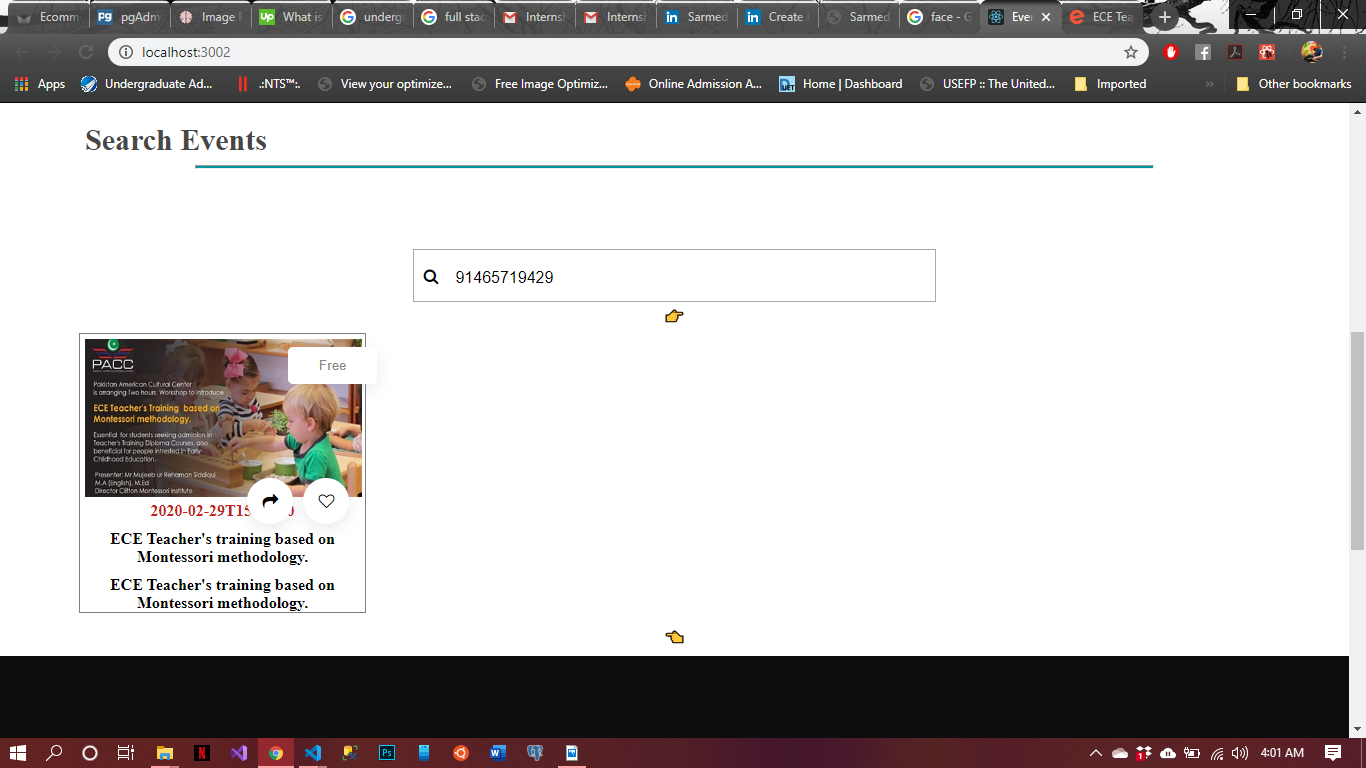 Ecomm
pgAdm
Image F
What is
underg
full stac
Internsh
Internsh
Sarmed
Create
Sarmed
face - G
Ever
ECE Tea
localhost:3002
Apps
Undergraduate Ad...
.:NTS™:.
View your optimize...
Free Image Optimiz...
Online Admission A...
Home | Dashboard
USEFP :: The United...
Imported
Other bookmarks
Search Events
91465719429
PACC
Free
Pakistan American Cultural Center
is arranging Two hours Workshop to introduce
ECE Teacher's Training based on
Montessori methodology.
Essential for students seeking admission in
Teacher's Training Diploma Courses, also
beneficial for people intrested in Early
Childhood Education.
Presenter: Mr Mujeeb ur Rehaman Siddiqui
M.A (English), M.Ed
Director Clifton Montessori Institute
2020-02-29T15
ECE Teacher's training based on
Montessori methodology.
ECE Teacher's training based on
Montessori methodology.
4:01 AM